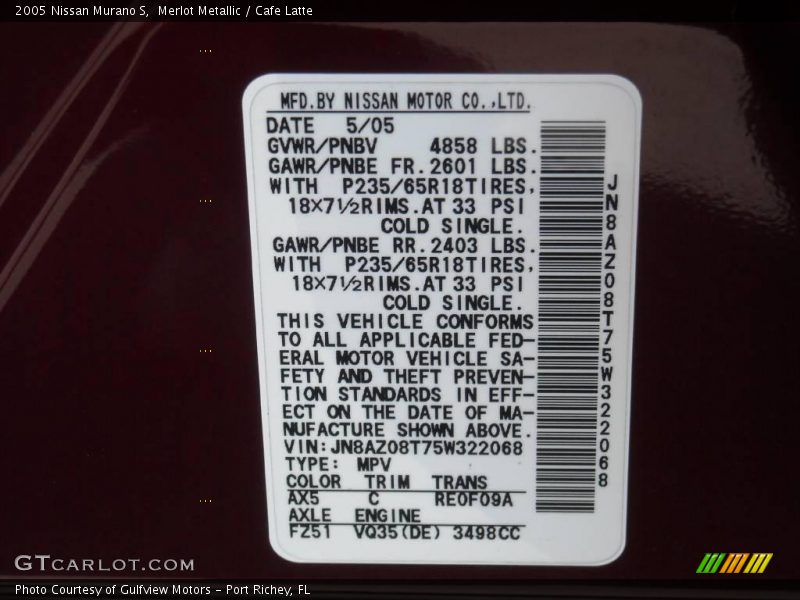 2005 Nissan Murano S, Merlot Metallic / Cafe Latte
MFD.BY NISSAN MOTOR CO.,LTD.
DATE 5/05
GVWR/PNBV 4858 LBS.
GAWR/PNBE FR.2601 LBS.
WITH P235/65R18TIRES,
18×7½RIMS.AT 33 PSI
COLD SINGLE.
GAWR/PNBE RR.2403 LBS.
WITH P235/65R18TIRES,
18×7½RIMS.AT 33 PSI
COLD SINGLE.
THIS VEHICLE CONFORMS
TO ALL APPLICABLE FED-
ERAL MOTOR VEHICLE SA-
FETY AND THEFT PREVEN-
TION STANDARDS IN EFF-
ECT ON THE DATE OF MA-
NUFACTURE SHOWN ABOVE.
VIN:JN8AZ08T75W322068
TYPE: MPV
COLOR TRIM TRANS
AX5 C RE0F09A
AXLE ENGINE
FZ51 VQ35(DE) 3498CC
JN8AZ08T75W322068
GTCARLOT.COM
Photo Courtesy of Gulfview Motors - Port Richey, FL